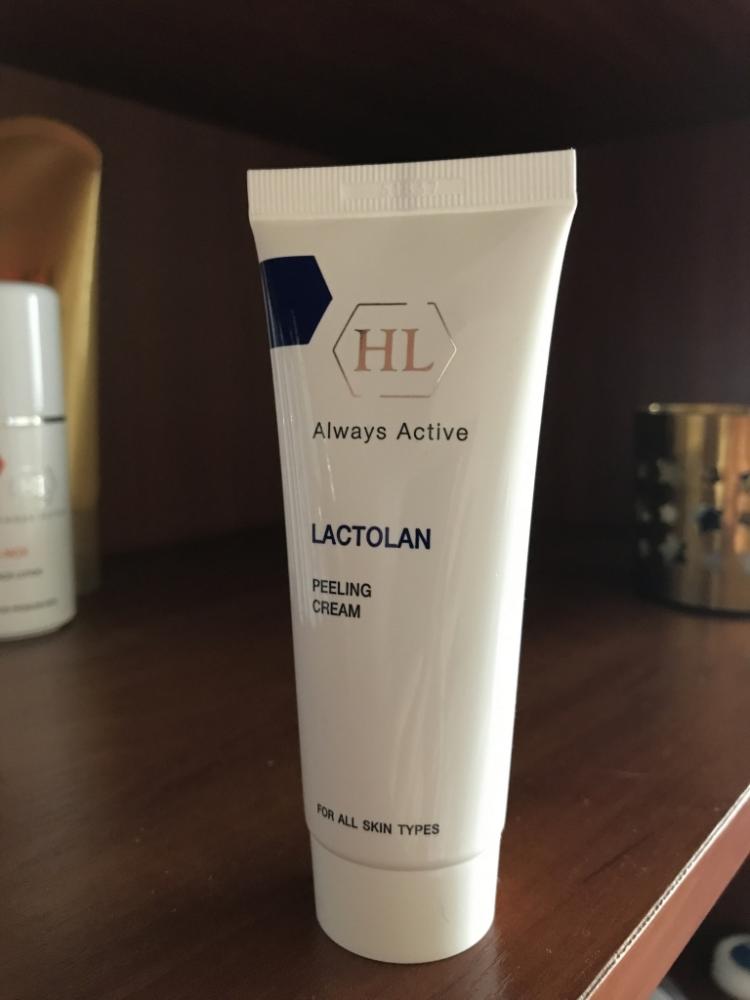 HL
Always Active
LACTOLAN
PEELING
CREAM
FOR ALL SKIN TYPES